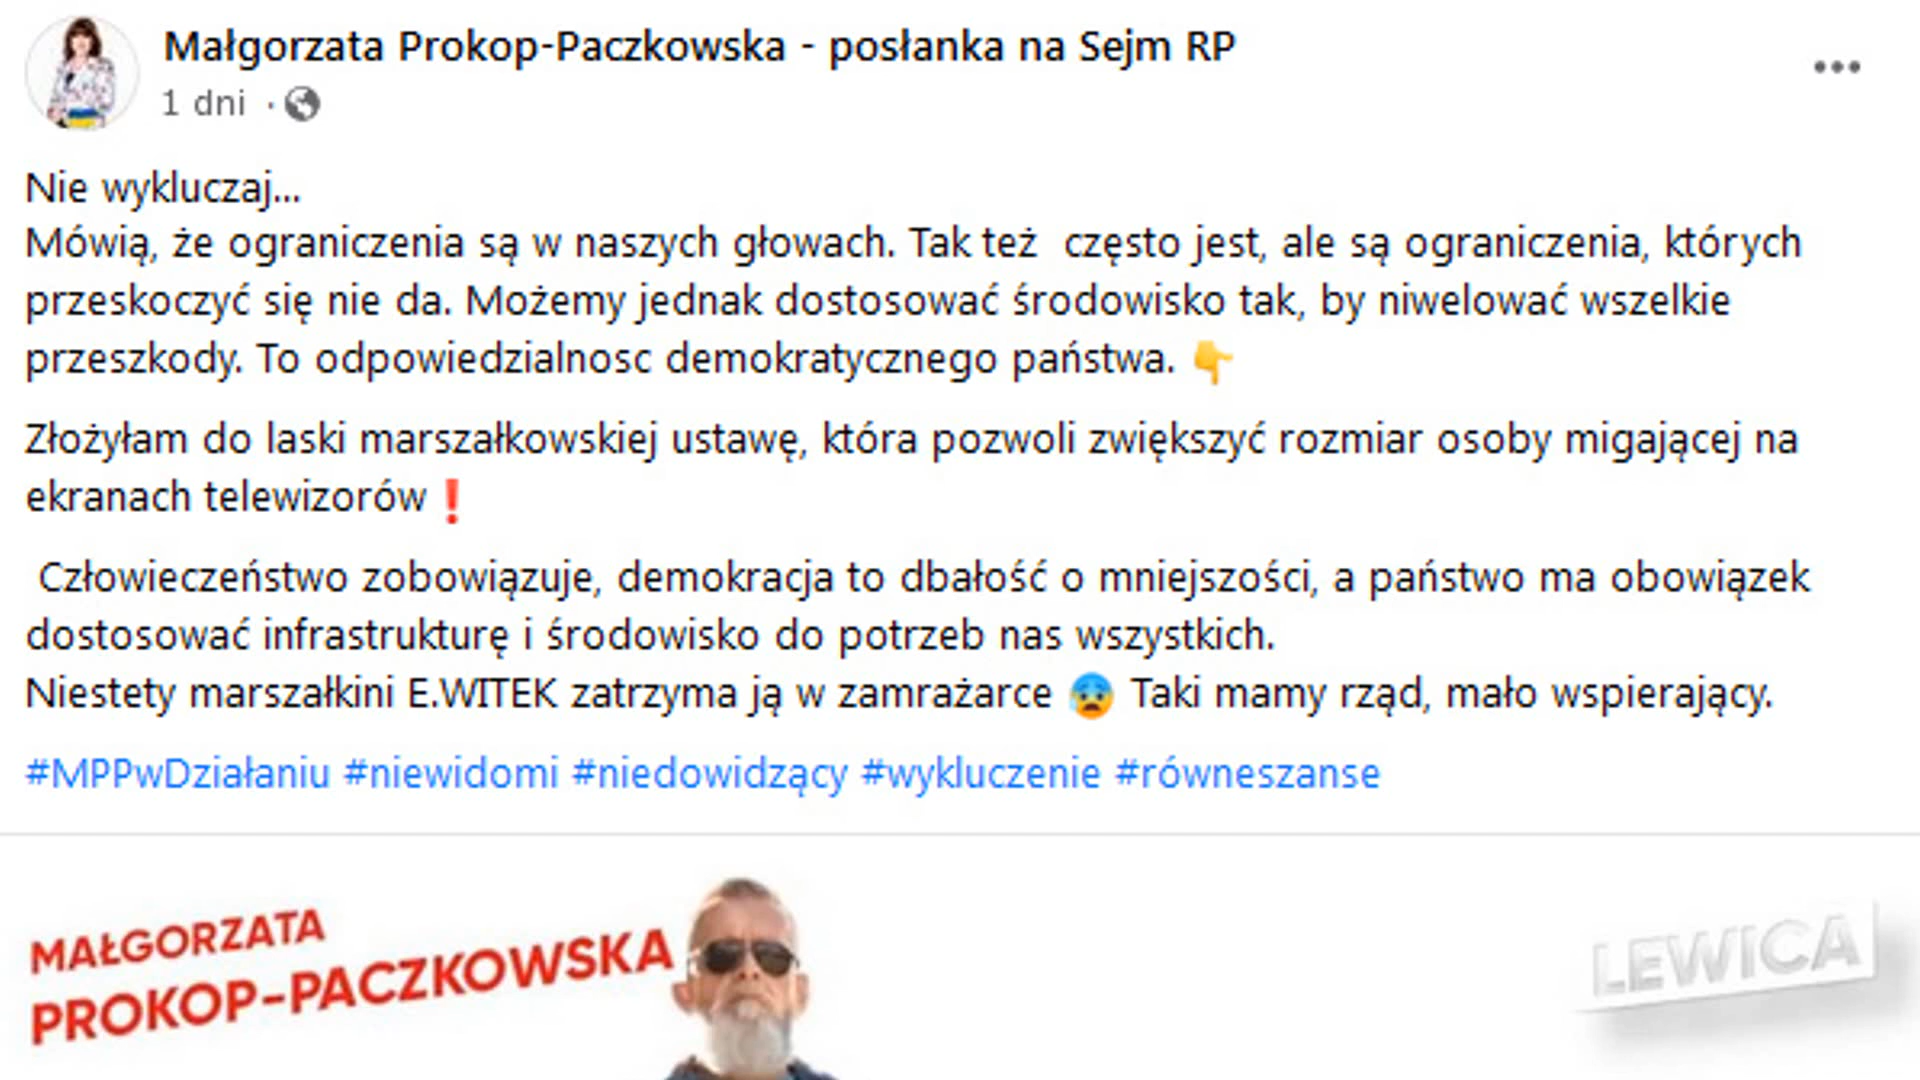 Małgorzata Prokop-Paczkowska - posłanka na Sejm RP
1 dni ·
Nie wykluczaj...
Mówią, że ograniczenia są w naszych głowach. Tak też często jest, ale są ograniczenia, których
przeskoczyć się nie da. Możemy jednak dostosować środowisko tak, by niwelować wszelkie
przeszkody. To odpowiedzialnosc demokratycznego państwa. 👇
Złożyłam do laski marszałkowskiej ustawę, która pozwoli zwiększyć rozmiar osoby migającej na
ekranach telewizorów❗
Człowieczeństwo zobowiązuje, demokracja to dbałość o mniejszości, a państwo ma obowiązek
dostosować infrastrukturę i środowisko do potrzeb nas wszystkich.
Niestety marszałkini E.WITEK zatrzyma ją w zamrażarce 😰 Taki mamy rząd, mało wspierający.
#MPPwDziałaniu #niewidomi #niedowidzący #wykluczenie #równeszanse
MAŁGORZATA
PROKOP-PACZKOWSKA
LEWICA